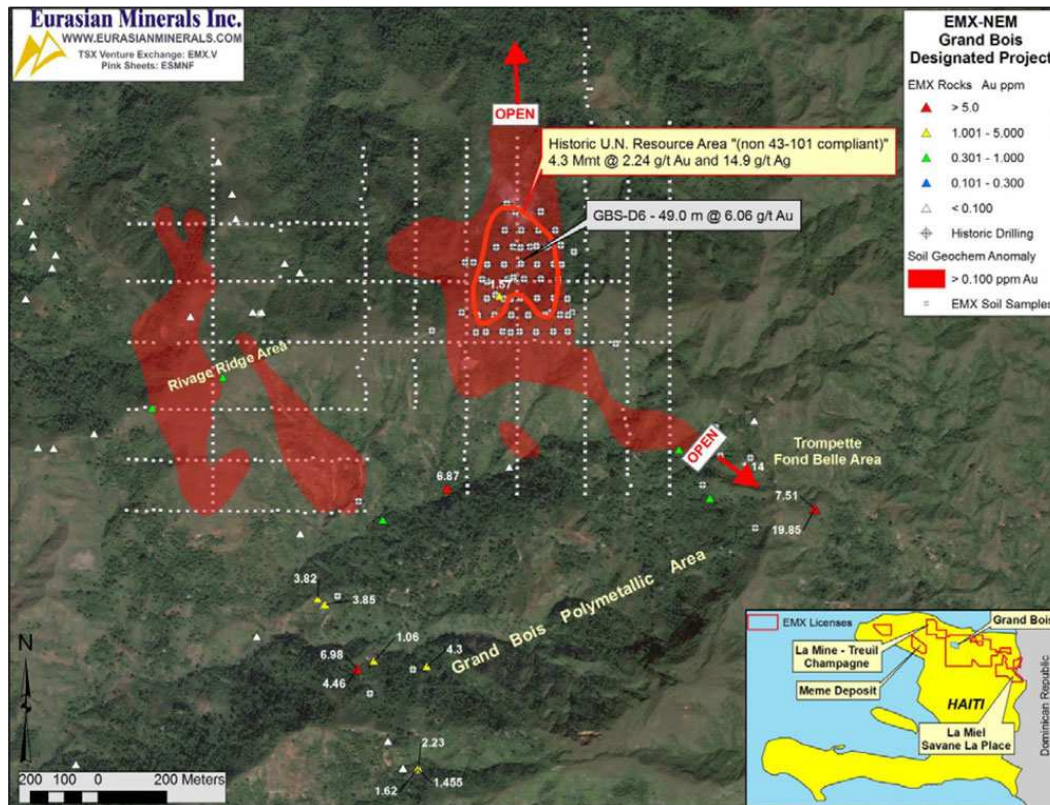 Eurasian Minerals Inc.
WWW.EURASIANMINERALS.COM
TSX Venture Exchange: EMX.V
Pink Sheets: ESMNF
EMX-NEM
Grand Bois
Designated Project
EMX Rocks Au ppm
> 5.0
1.001 - 5.000
0.301 - 1.000
0.101 - 0.300
< 0.100
Historic Drilling
Soil Geochem Anomaly
> 0.100 ppm Au
EMX Soil Samples
OPEN
Historic U.N. Resource Area "(non 43-101 compliant)"
4.3 Mmt @ 2.24 g/t Au and 14.9 g/t Ag
GBS-D6 - 49.0 m @ 6.06 g/t Au
1.57
Rivage Ridge Area
OPEN
Trompette
Fond Belle Area
14
6.87
7.51
19.85
3.82
3.85
Grand Bois Polymetallic Area
1.06
4.3
6.98
4.46
2.23
1.455
1.62
N
200 100 0 200 Meters
EMX Licenses
Grand Bois
La Mine - Treuil
Champagne
Meme Deposit
HAITI
La Miel
Savane La Place
Dominican Republic